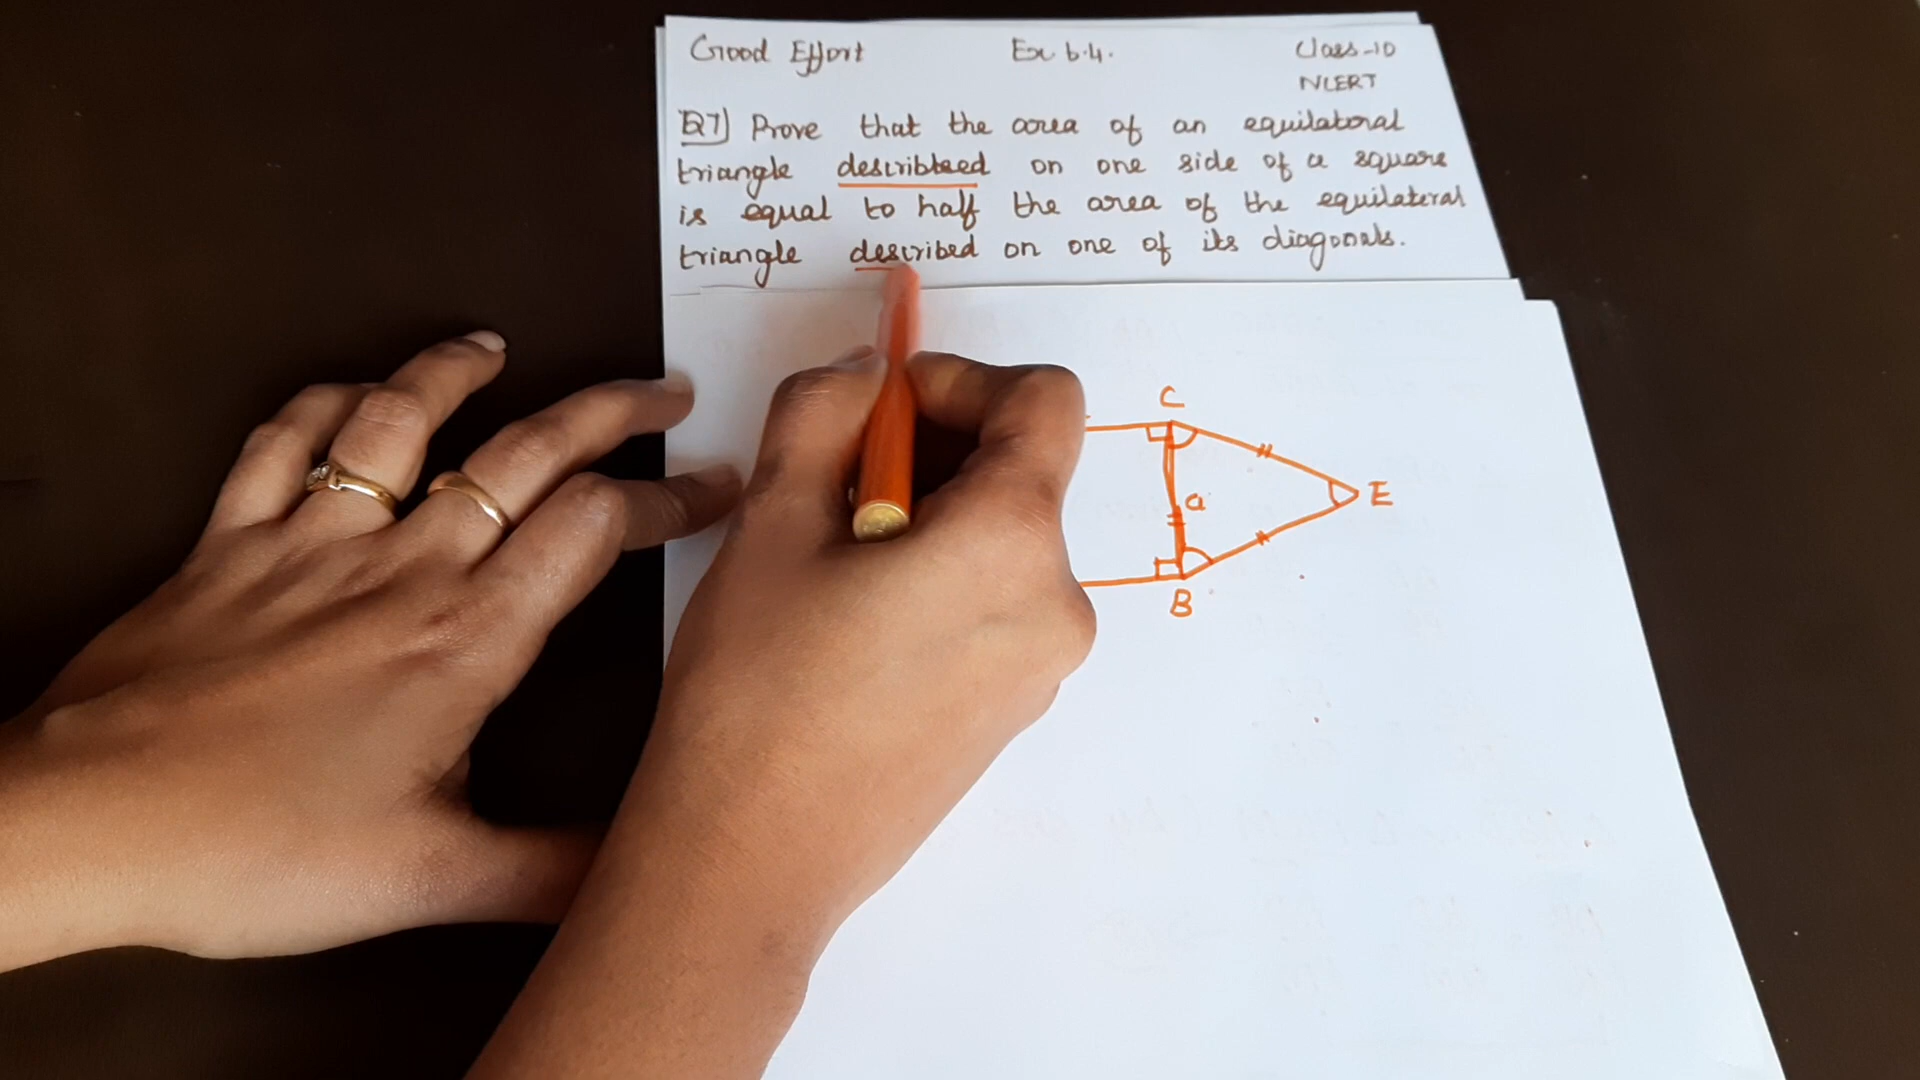 Good Effort Ex 6.4. Class-10
NCERT
Q7) Prove that the area of an equilateral
triangle described on one side of a square
is equal to half the area of the equilateral
triangle described on one of its diagonals.
C
a
E
B